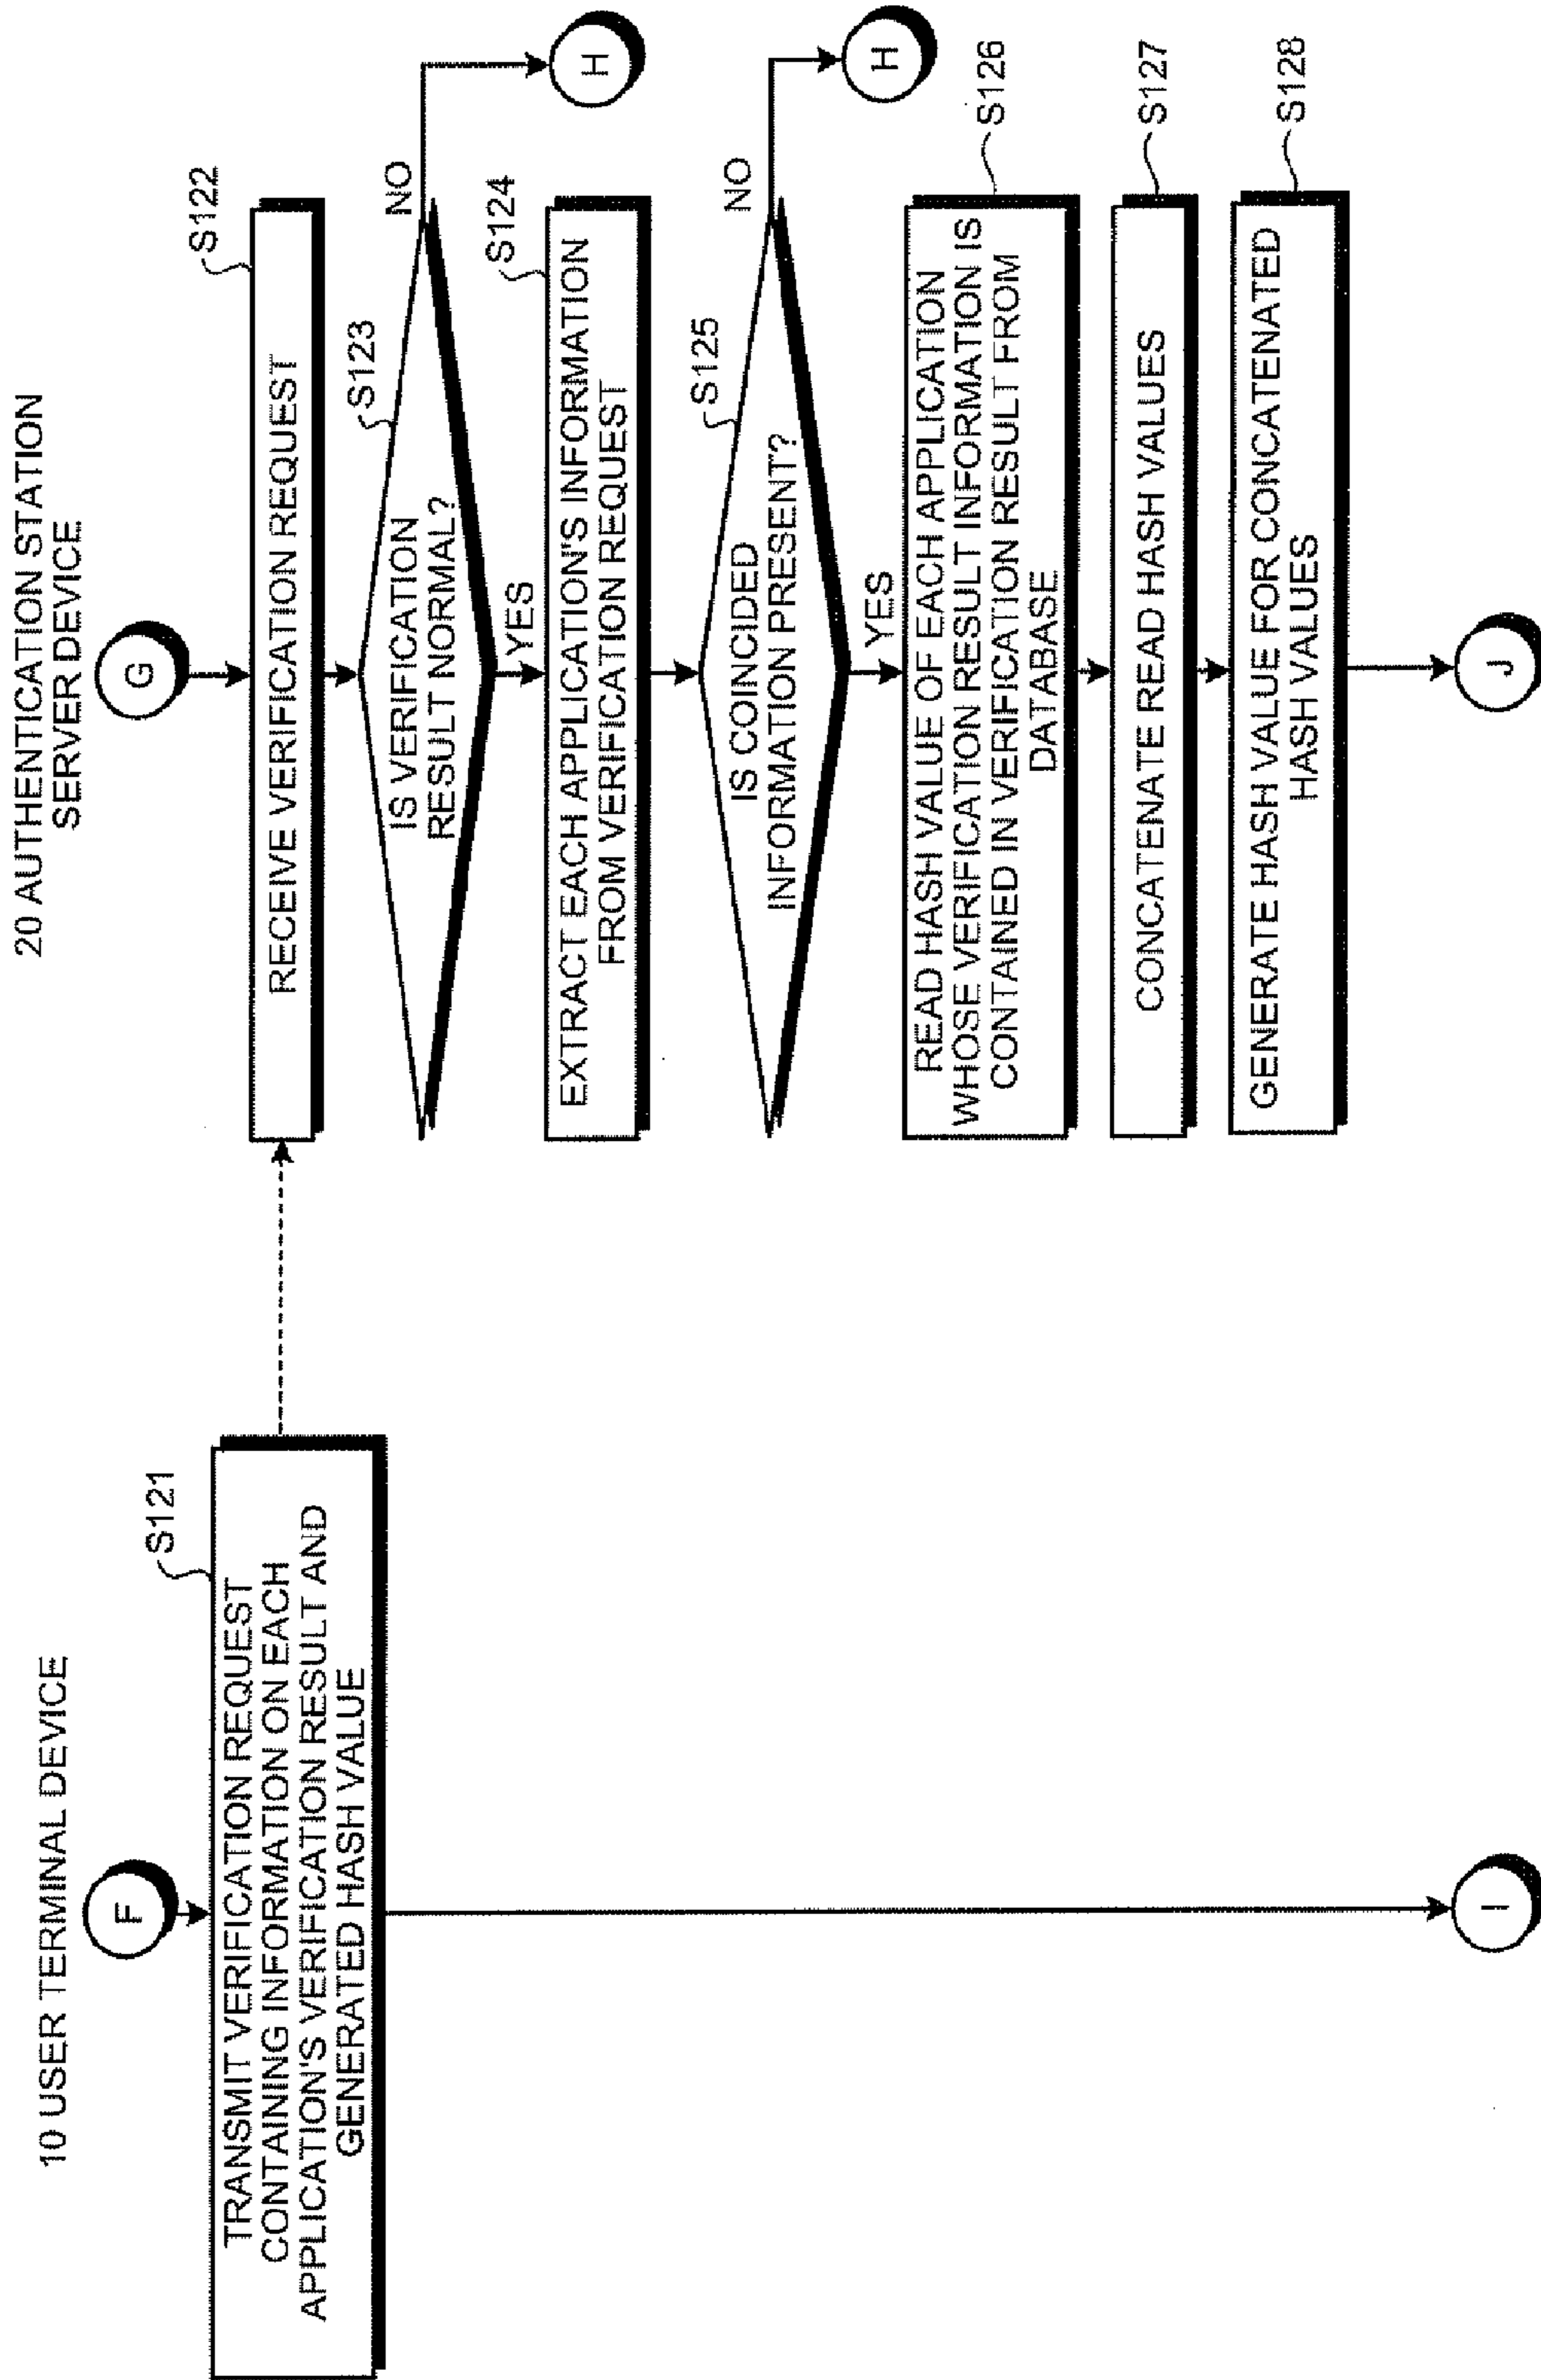 10 USER TERMINAL DEVICE
F
S121
TRANSMIT VERIFICATION REQUEST
CONTAINING INFORMATION ON EACH
APPLICATION'S VERIFICATION RESULT AND
GENERATED HASH VALUE
I
20 AUTHENTICATION STATION
SERVER DEVICE
G
S122
RECEIVE VERIFICATION REQUEST
S123
IS VERIFICATION
RESULT NORMAL?
NO
H
YES
S124
EXTRACT EACH APPLICATION'S INFORMATION
FROM VERIFICATION REQUEST
S125
IS COINCIDED
INFORMATION PRESENT?
NO
H
YES
S126
READ HASH VALUE OF EACH APPLICATION
WHOSE VERIFICATION RESULT INFORMATION IS
CONTAINED IN VERIFICATION RESULT FROM
DATABASE
S127
CONCATENATE READ HASH VALUES
S128
GENERATE HASH VALUE FOR CONCATENATED
HASH VALUES
J